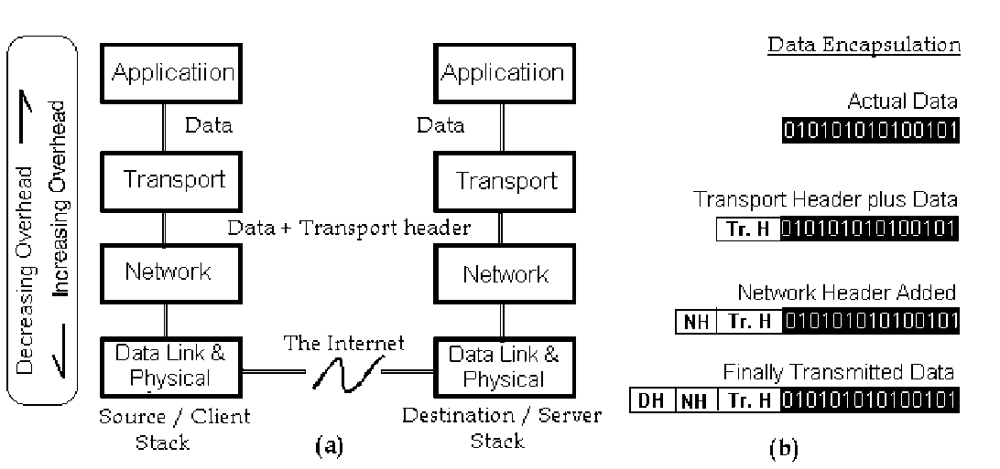 Decreasing Overhead
Increasing Overhead
Applicatiion
Data
Transport
Network
Data Link &
Physical
Source / Client
Stack
Applicatiion
Data
Transport
Data + Transport header
Network
The Internet
Data Link &
Physical
Destination / Server
Stack
(a)
Data Encapsulation
Actual Data
010101010100101
Transport Header plus Data
Tr. H 010101010100101
Network Header Added
NH Tr. H 010101010100101
Finally Transmitted Data
DH NH Tr. H 010101010100101
(b)